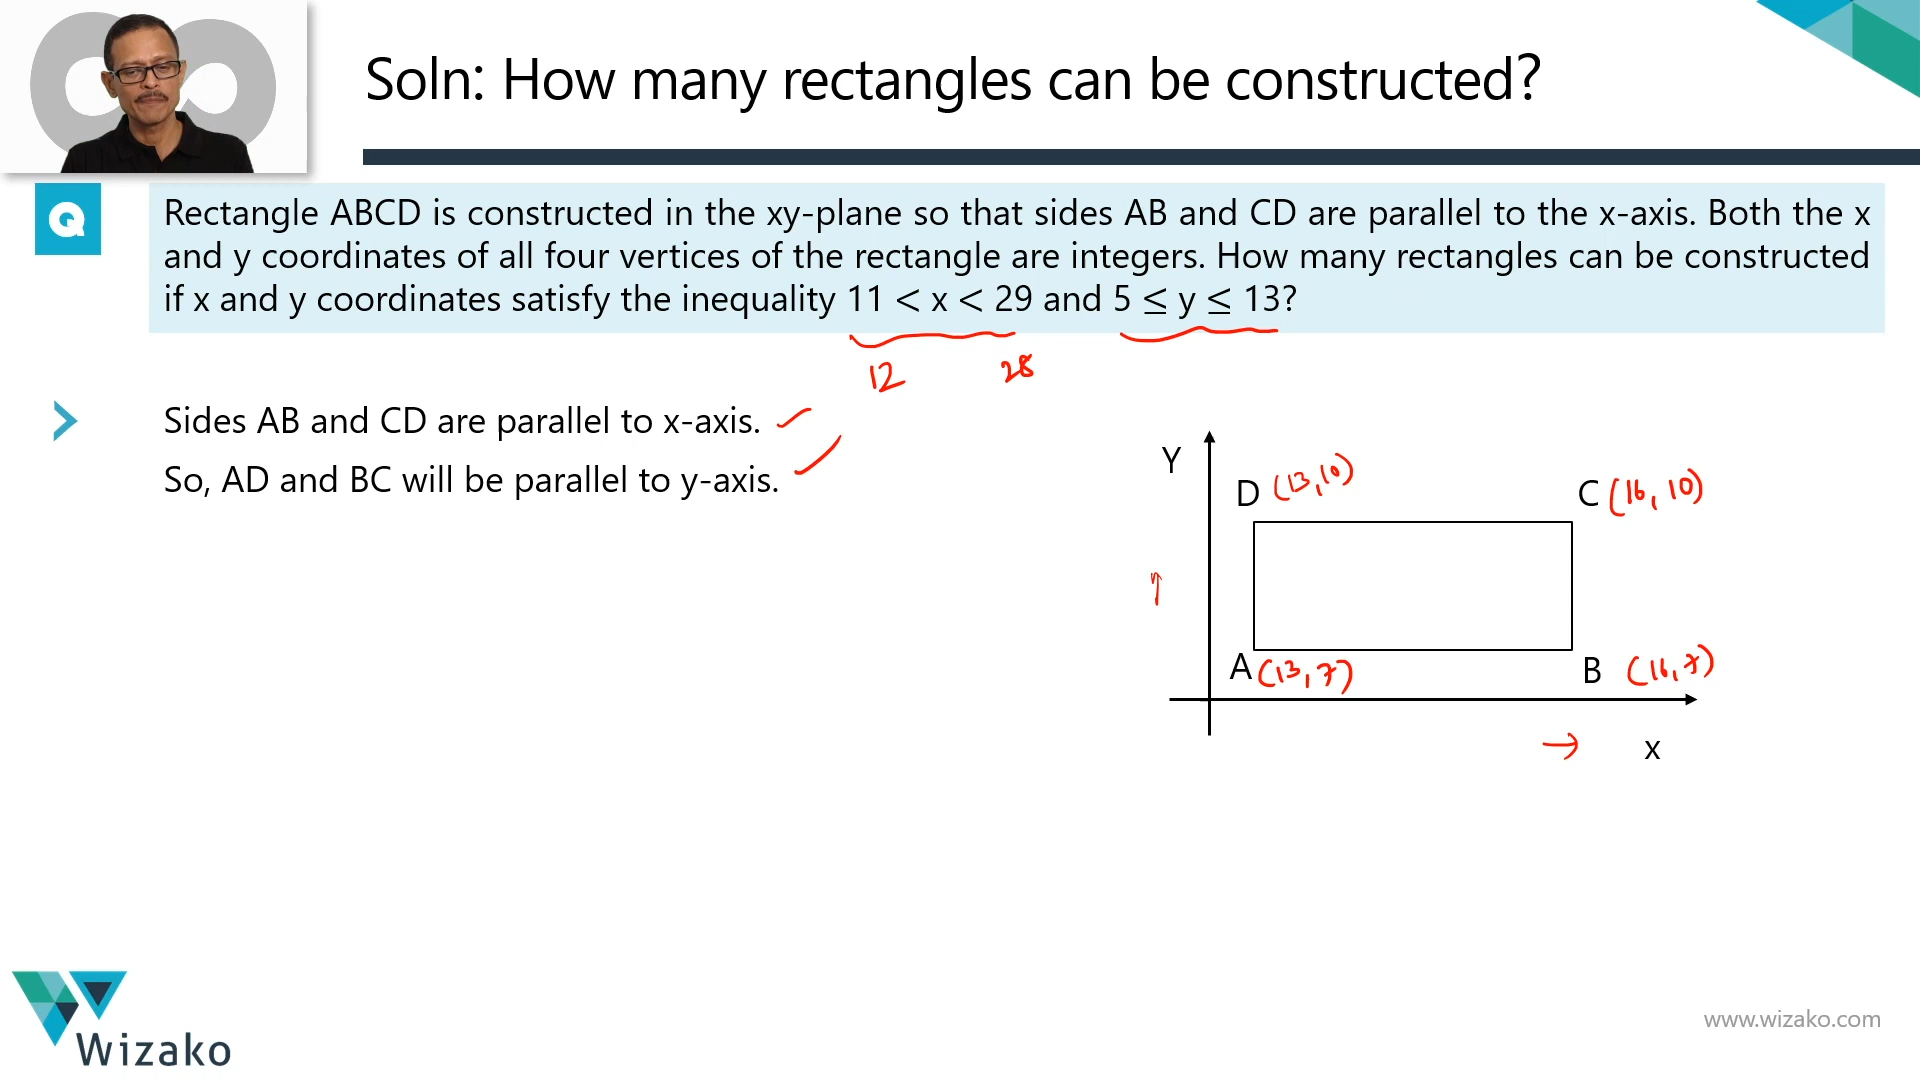 Soln: How many rectangles can be constructed?
Q
Rectangle ABCD is constructed in the xy-plane so that sides AB and CD are parallel to the x-axis. Both the x
and y coordinates of all four vertices of the rectangle are integers. How many rectangles can be constructed
if x and y coordinates satisfy the inequality 11 < x < 29 and 5 ≤ y ≤ 13?
12 28
Sides AB and CD are parallel to x-axis.
So, AD and BC will be parallel to y-axis.
Y
D (13,10)
C (16, 10)
A (13,7)
B (16,7)
x
Wizako
www.wizako.com